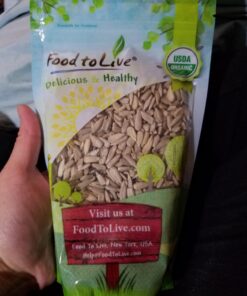 Food to Live®
USDA
ORGANIC
Delicious & Healthy
Visit us at
FoodToLive.com
Food To Live, New York, USA
Help@FoodToLive.com